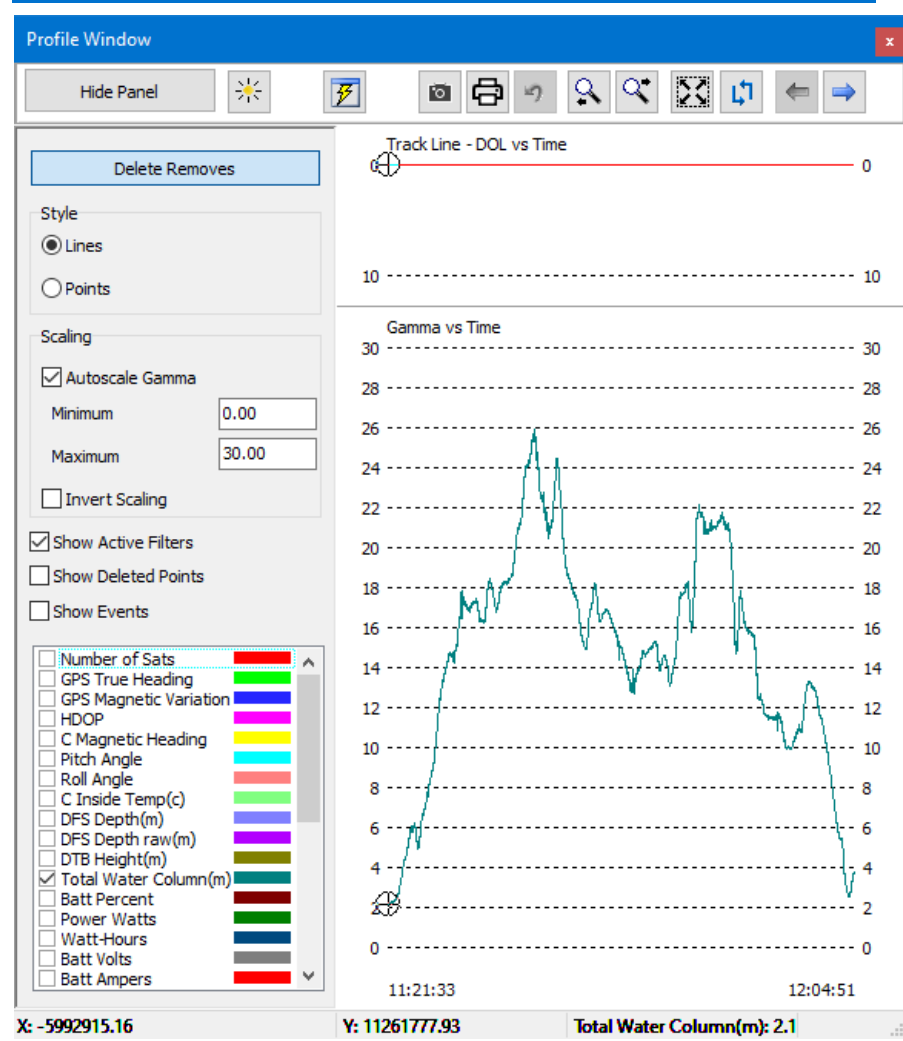 Profile Window
x
Hide Panel
Delete Removes
Style
Lines
Points
Scaling
Autoscale Gamma
Minimum 0.00
Maximum 30.00
Invert Scaling
Show Active Filters
Show Deleted Points
Show Events
Number of Sats
GPS True Heading
GPS Magnetic Variation
HDOP
C Magnetic Heading
Pitch Angle
Roll Angle
C Inside Temp(c)
DFS Depth(m)
DFS Depth raw(m)
DTB Height(m)
Total Water Column(m)
Batt Percent
Power Watts
Watt-Hours
Batt Volts
Batt Ampers
Track Line - DOL vs Time
0 0
10 10
Gamma vs Time
30 30
28 28
26 26
24 24
22 22
20 20
18 18
16 16
14 14
12 12
10 10
8 8
6 6
4 4
2 2
0 0
11:21:33 12:04:51
X: -5992915.16 Y: 11261777.93 Total Water Column(m): 2.1